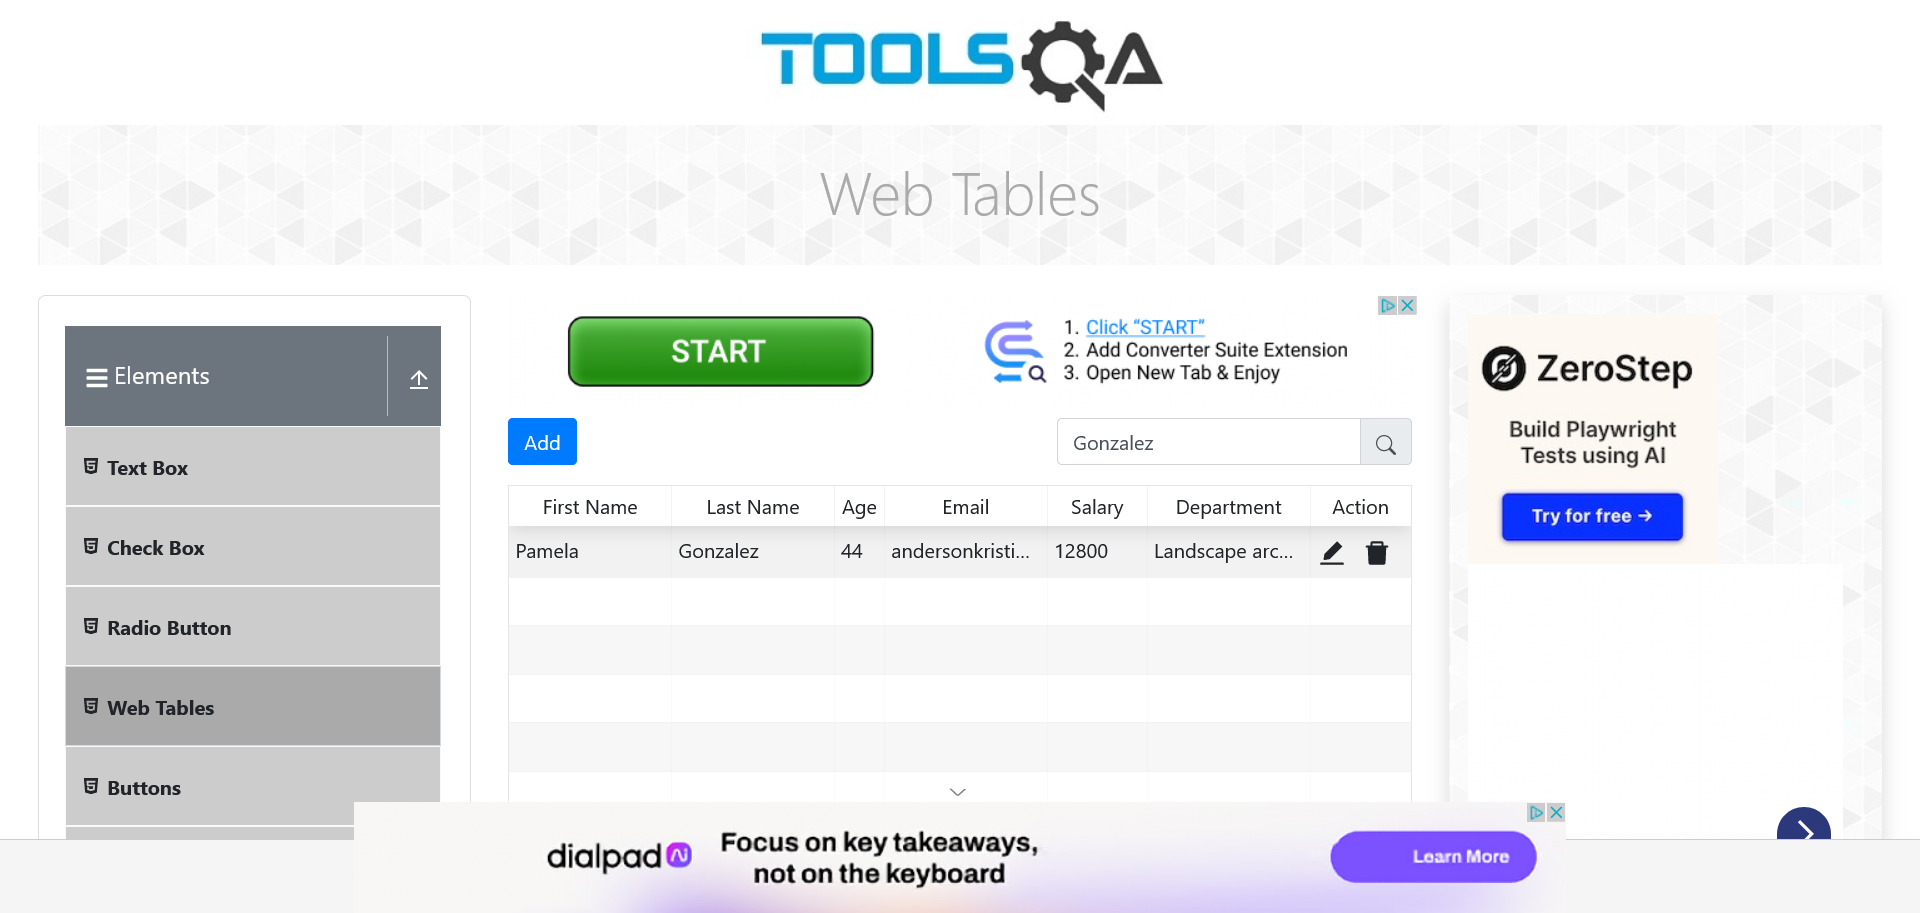 TOOLSQA
Web Tables
Elements
Text Box
Check Box
Radio Button
Web Tables
Buttons
START
1. Click “START”
2. Add Converter Suite Extension
3. Open New Tab & Enjoy
Add
Gonzalez
First Name Last Name Age Email Salary Department Action
Pamela Gonzalez 44 andersonkristi... 12800 Landscape arc...
ZeroStep
Build Playwright
Tests using AI
Try for free →
dialpad Ai
Focus on key takeaways,
not on the keyboard
Learn More